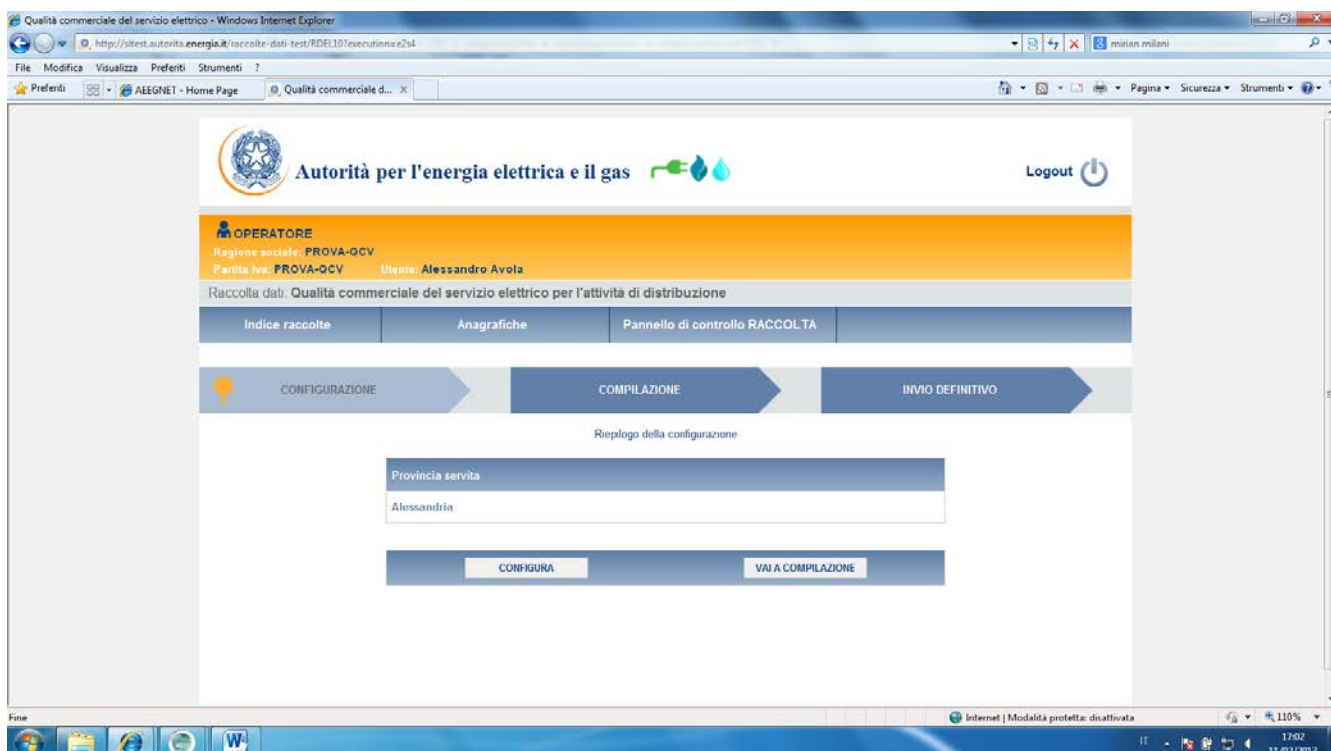 Qualità commerciale del servizio elettrico - Windows Internet Explorer
http://sitest.autorita.energia.it/raccolte-dati-test/RDEL10?execution=e2s4
mirian milani
File Modifica Visualizza Preferiti Strumenti ?
Preferiti AEEGNET - Home Page Qualità commerciale d... X Pagina Sicurezza Strumenti
Autorità per l'energia elettrica e il gas
Logout
OPERATORE
Ragione sociale: PROVA-QCV
Partita Iva: PROVA-QCV Utente: Alessandro Avola
Raccolta dati: Qualità commerciale del servizio elettrico per l'attività di distribuzione
Indice raccolte Anagrafiche Pannello di controllo RACCOLTA
CONFIGURAZIONE COMPILAZIONE INVIO DEFINITIVO
Riepilogo della configurazione
Provincia servita
Alessandria
CONFIGURA VAI A COMPILAZIONE
Fine Internet | Modalità protetta: disattivata 110%
IT 17:02
11/02/2013